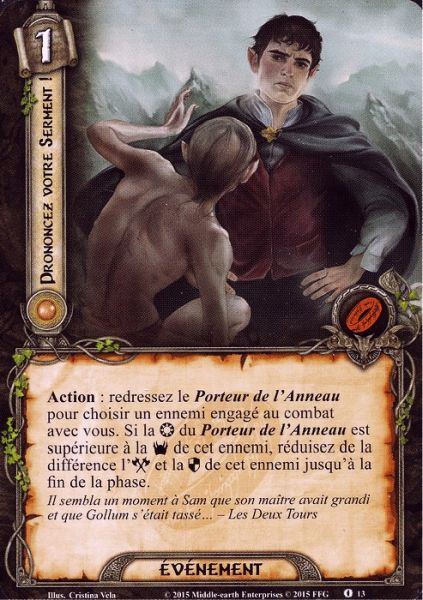 1
PRONONCEZ VOTRE SERMENT !
Action : redressez le Porteur de l'Anneau
pour choisir un ennemi engagé au combat
avec vous. Si la du Porteur de l'Anneau est
supérieure à la de cet ennemi, réduisez de la
différence l' et la de cet ennemi jusqu'à la
fin de la phase.
Il sembla un moment à Sam que son maître avait grandi
et que Gollum s'était tassé… – Les Deux Tours
ÉVÉNEMENT
Illus. Cristina Vela © 2015 Middle-earth Enterprises © 2015 FFG 13